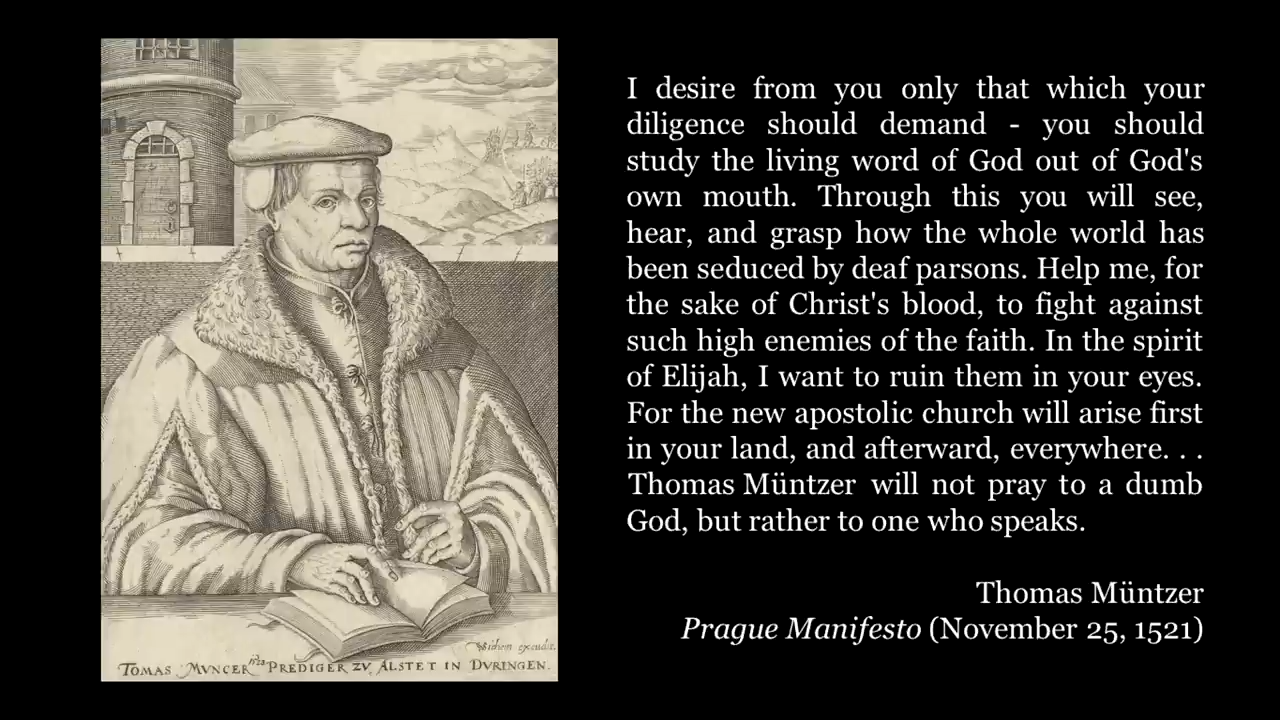 I desire from you only that which your
diligence should demand - you should
study the living word of God out of God's
own mouth. Through this you will see,
hear, and grasp how the whole world has
been seduced by deaf parsons. Help me, for
the sake of Christ's blood, to fight against
such high enemies of the faith. In the spirit
of Elijah, I want to ruin them in your eyes.
For the new apostolic church will arise first
in your land, and afterward, everywhere. . .
Thomas Müntzer will not pray to a dumb
God, but rather to one who speaks.
Thomas Müntzer
Prague Manifesto (November 25, 1521)
excudit.
TOMAS MVNCER PREDIGER ZV ALSTET IN DVRINGEN.